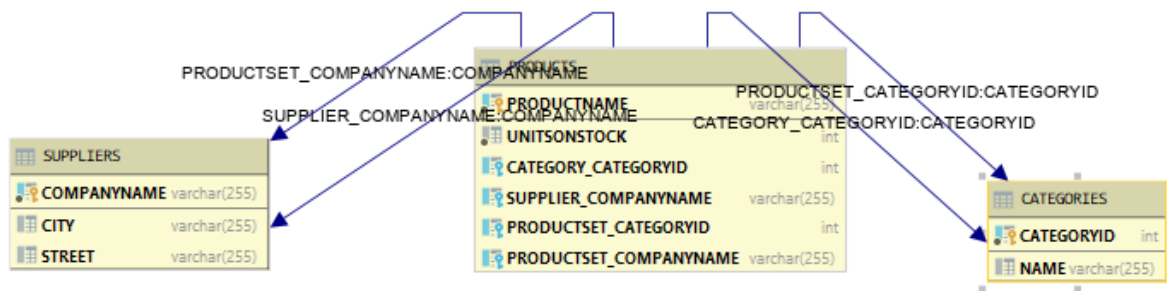 PRODUCTS
PRODUCTSET_COMPANYNAME:COMPANYNAME
PRODUCTSET_CATEGORYID:CATEGORYID
PRODUCTNAME varchar(255)
SUPPLIER_COMPANYNAME:COMPANYNAME
CATEGORY_CATEGORYID:CATEGORYID
UNITSONSTOCK int
CATEGORY_CATEGORYID int
SUPPLIER_COMPANYNAME varchar(255)
PRODUCTSET_CATEGORYID int
PRODUCTSET_COMPANYNAME varchar(255)
SUPPLIERS
COMPANYNAME varchar(255)
CITY varchar(255)
STREET varchar(255)
CATEGORIES
CATEGORYID int
NAME varchar(255)